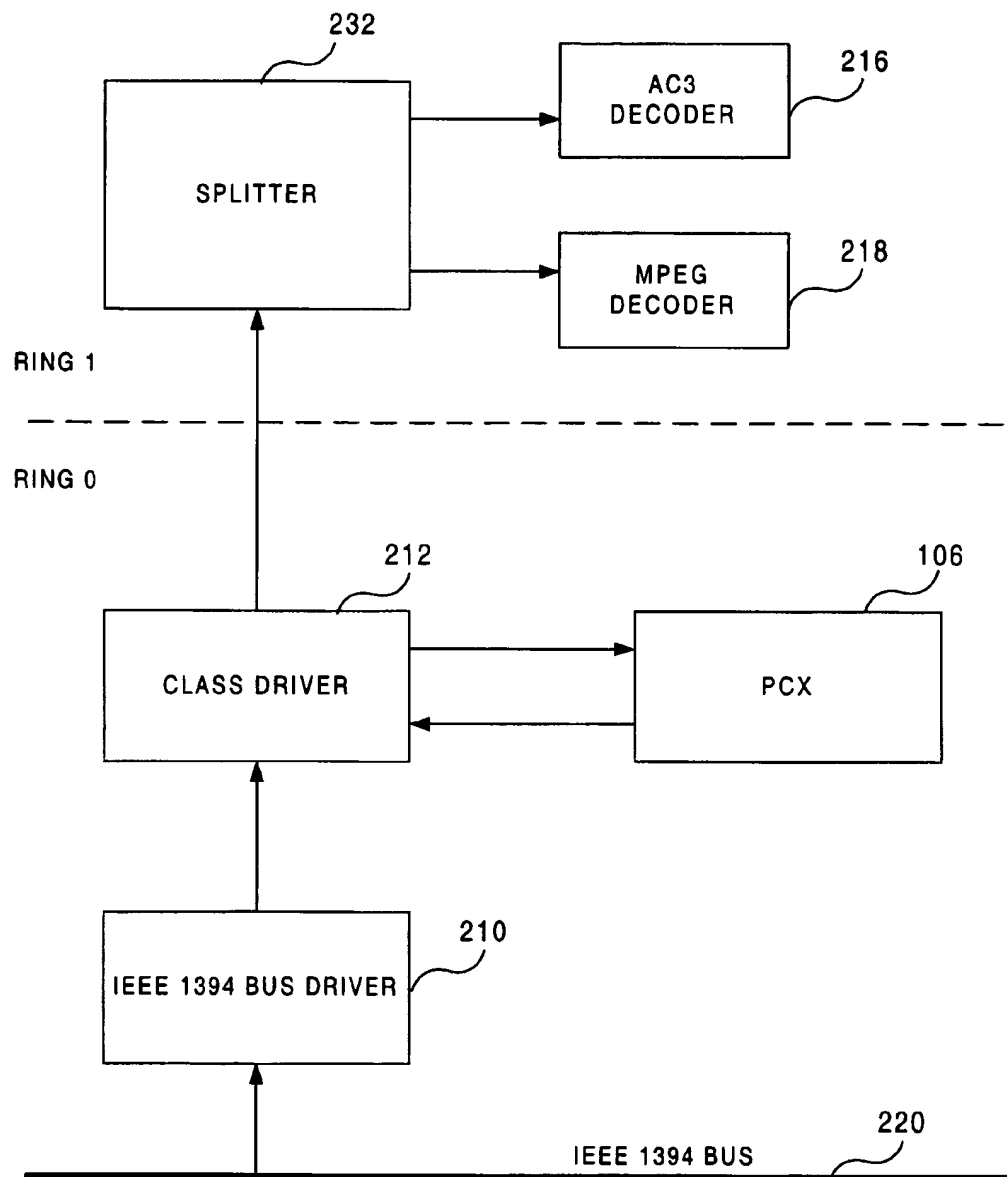 232
SPLITTER
AC3
DECODER
216
MPEG
DECODER
218
RING 1
RING 0
212
CLASS DRIVER
106
PCX
IEEE 1394 BUS DRIVER
210
IEEE 1394 BUS
220